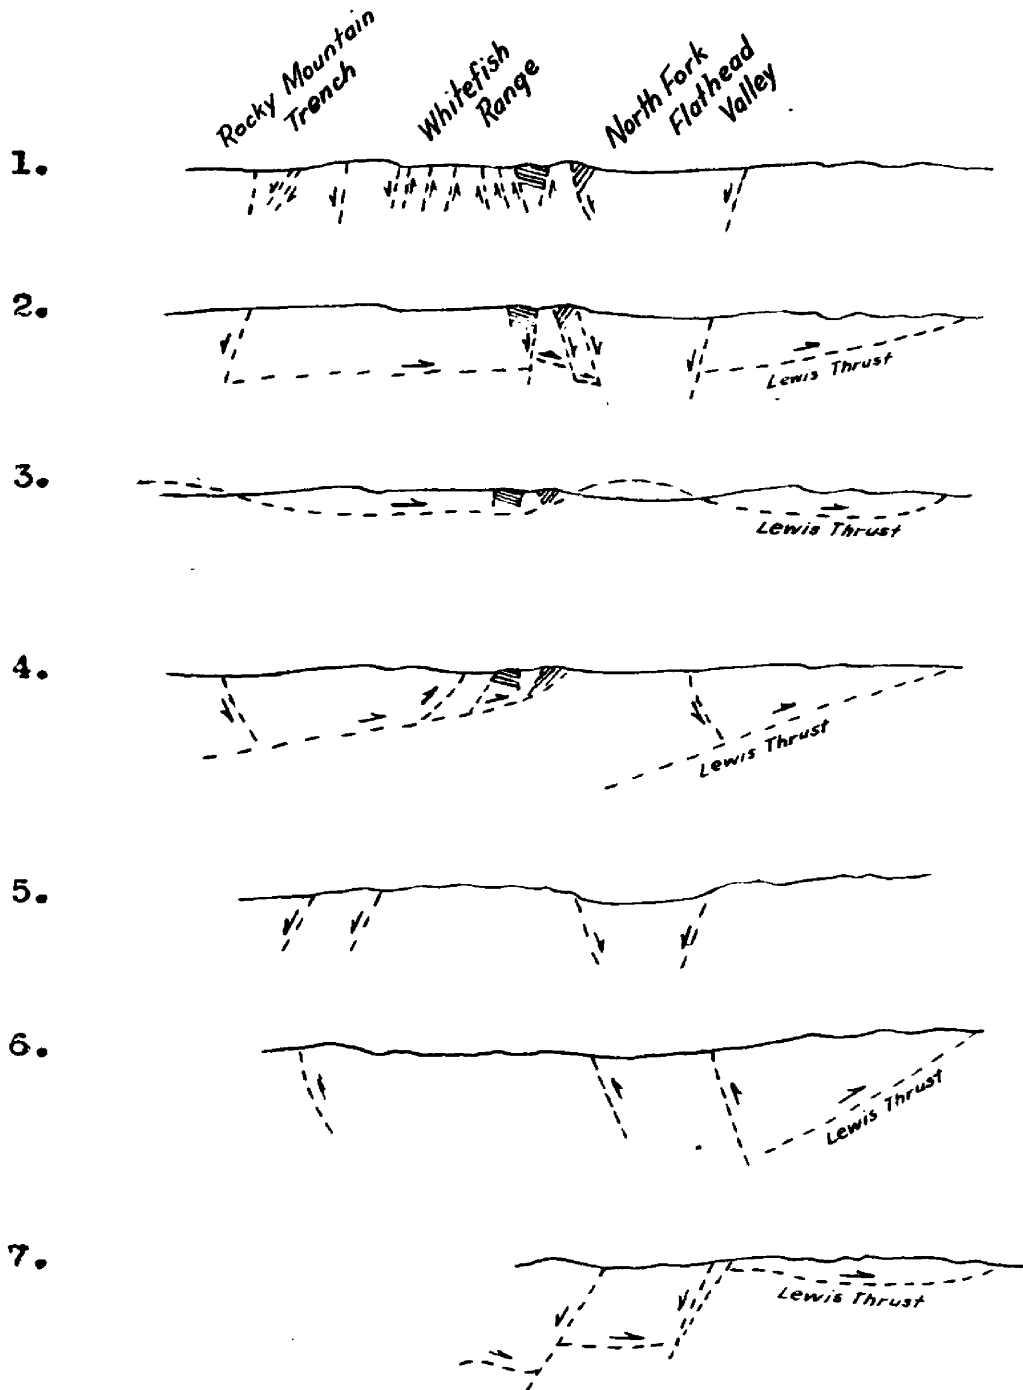 Rocky Mountain
Trench
Whitefish
Range
North Fork
Flathead
Valley
1.
2.
Lewis Thrust
3.
Lewis Thrust
4.
Lewis Thrust
5.
6.
Lewis Thrust
7.
Lewis Thrust